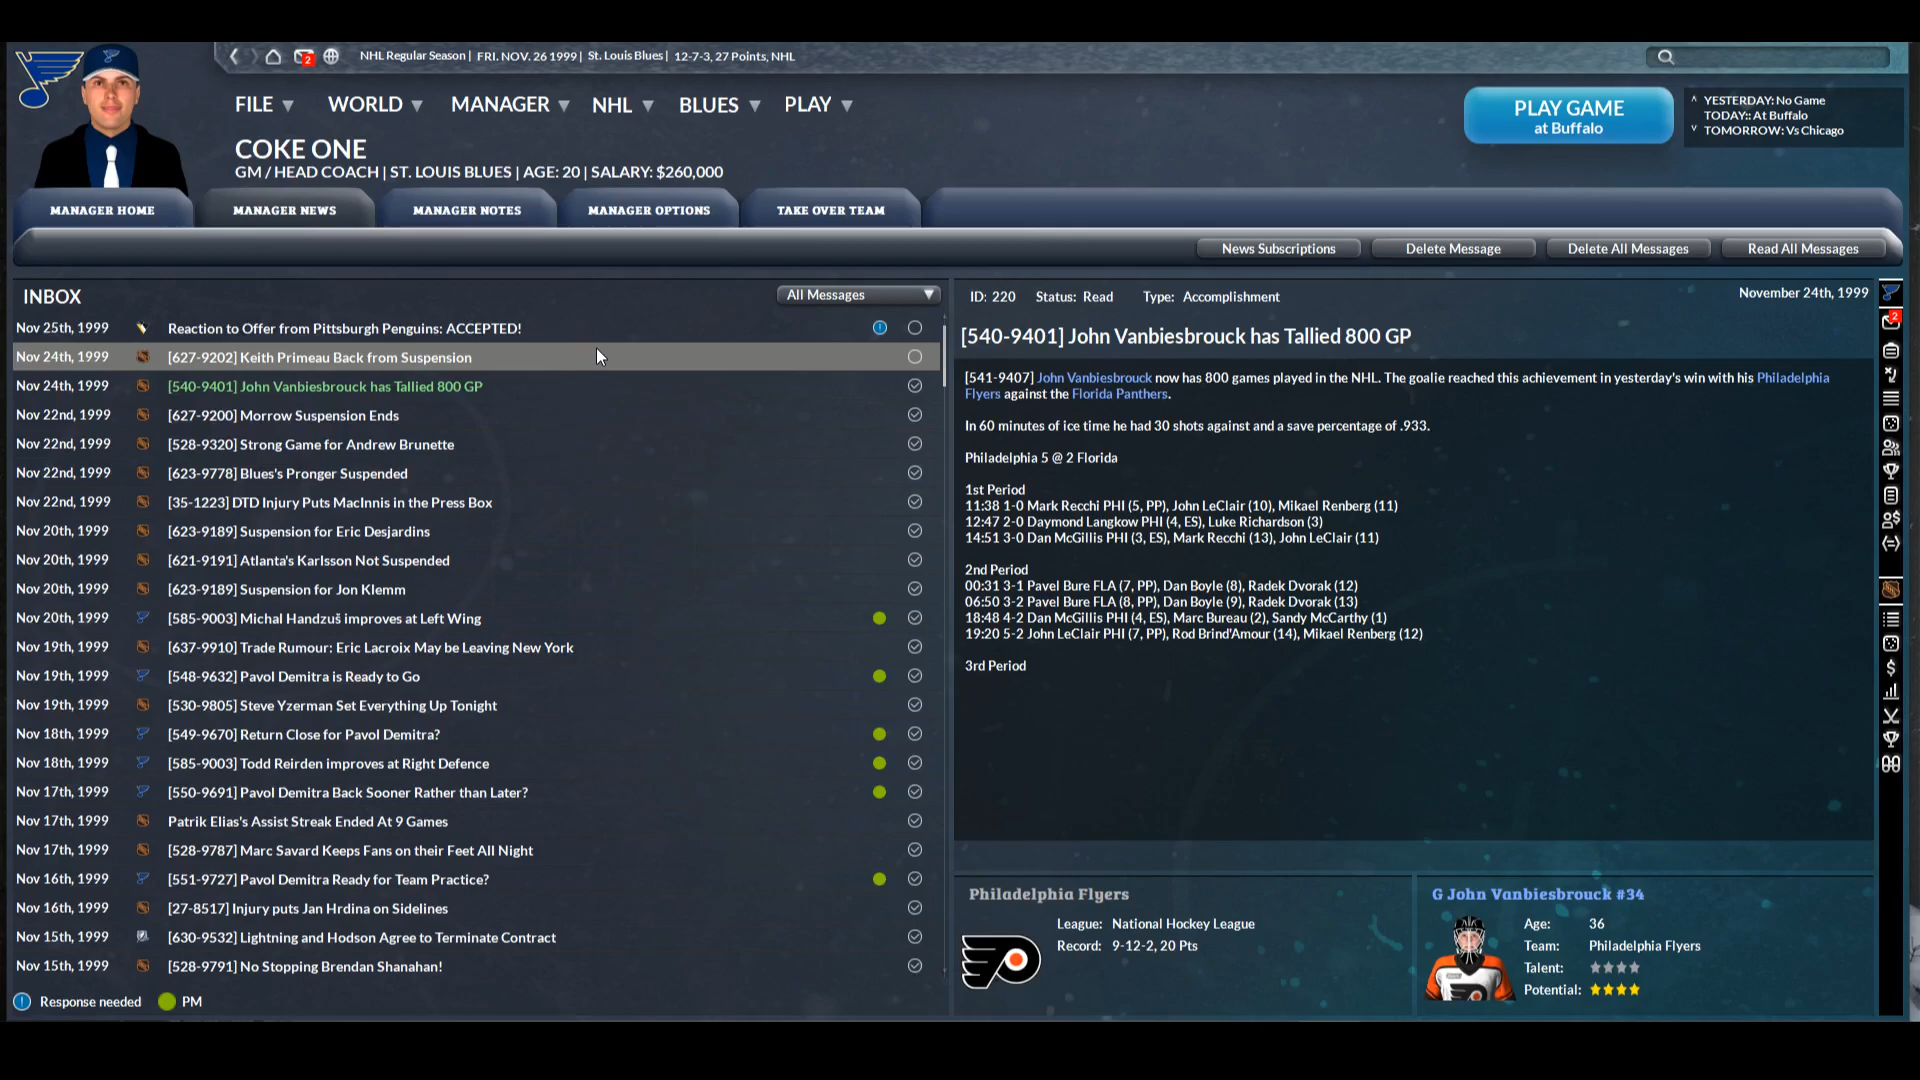 NHL Regular Season | FRI. NOV. 26 1999 | St. Louis Blues | 12-7-3, 27 Points, NHL
2
FILE WORLD MANAGER NHL BLUES PLAY
PLAY GAME
at Buffalo
YESTERDAY: No Game
TODAY:: At Buffalo
TOMORROW: Vs Chicago
COKE ONE
GM / HEAD COACH | ST. LOUIS BLUES | AGE: 20 | SALARY: $260,000
MANAGER HOME MANAGER NEWS MANAGER NOTES MANAGER OPTIONS TAKE OVER TEAM
News Subscriptions Delete Message Delete All Messages Read All Messages
INBOX All Messages
Nov 25th, 1999 Reaction to Offer from Pittsburgh Penguins: ACCEPTED!
Nov 24th, 1999 [627-9202] Keith Primeau Back from Suspension
Nov 24th, 1999 [540-9401] John Vanbiesbrouck has Tallied 800 GP
Nov 22nd, 1999 [627-9200] Morrow Suspension Ends
Nov 22nd, 1999 [528-9320] Strong Game for Andrew Brunette
Nov 22nd, 1999 [623-9778] Blues's Pronger Suspended
Nov 22nd, 1999 [35-1223] DTD Injury Puts MacInnis in the Press Box
Nov 20th, 1999 [623-9189] Suspension for Eric Desjardins
Nov 20th, 1999 [621-9191] Atlanta's Karlsson Not Suspended
Nov 20th, 1999 [623-9189] Suspension for Jon Klemm
Nov 20th, 1999 [585-9003] Michal Handzuš improves at Left Wing
Nov 19th, 1999 [637-9910] Trade Rumour: Eric Lacroix May be Leaving New York
Nov 19th, 1999 [548-9632] Pavol Demitra is Ready to Go
Nov 19th, 1999 [530-9805] Steve Yzerman Set Everything Up Tonight
Nov 18th, 1999 [549-9670] Return Close for Pavol Demitra?
Nov 18th, 1999 [585-9003] Todd Reirden improves at Right Defence
Nov 17th, 1999 [550-9691] Pavol Demitra Back Sooner Rather than Later?
Nov 17th, 1999 Patrik Elias's Assist Streak Ended At 9 Games
Nov 17th, 1999 [528-9787] Marc Savard Keeps Fans on their Feet All Night
Nov 16th, 1999 [551-9727] Pavol Demitra Ready for Team Practice?
Nov 16th, 1999 [27-8517] Injury puts Jan Hrdina on Sidelines
Nov 15th, 1999 [630-9532] Lightning and Hodson Agree to Terminate Contract
Nov 15th, 1999 [528-9791] No Stopping Brendan Shanahan!
Response needed PM
ID: 220 Status: Read Type: Accomplishment November 24th, 1999
2
[540-9401] John Vanbiesbrouck has Tallied 800 GP
[541-9407] John Vanbiesbrouck now has 800 games played in the NHL. The goalie reached this achievement in yesterday's win with his Philadelphia
Flyers against the Florida Panthers.
In 60 minutes of ice time he had 30 shots against and a save percentage of .933.
Philadelphia 5 @ 2 Florida
1st Period
11:38 1-0 Mark Recchi PHI (5, PP), John LeClair (10), Mikael Renberg (11)
12:47 2-0 Daymond Langkow PHI (4, ES), Luke Richardson (3)
14:51 3-0 Dan McGillis PHI (3, ES), Mark Recchi (13), John LeClair (11)
2nd Period
00:31 3-1 Pavel Bure FLA (7, PP), Dan Boyle (8), Radek Dvorak (12)
06:50 3-2 Pavel Bure FLA (8, PP), Dan Boyle (9), Radek Dvorak (13)
18:48 4-2 Dan McGillis PHI (4, ES), Marc Bureau (2), Sandy McCarthy (1)
19:20 5-2 John LeClair PHI (7, PP), Rod Brind'Amour (14), Mikael Renberg (12)
3rd Period
Philadelphia Flyers
League: National Hockey League
Record: 9-12-2, 20 Pts
G John Vanbiesbrouck #34
Age: 36
Team: Philadelphia Flyers
Talent:
Potential: